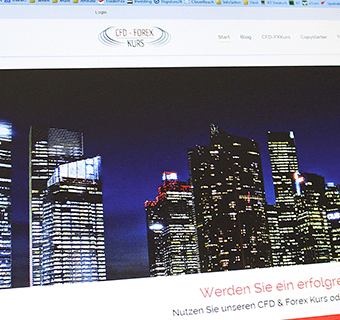 Login
CFD - FOREX
KURS
Start Blog CFD-FXKurs Copystarter
Werden Sie ein erfolgre
Nutzen Sie unseren CFD & Forex Kurs od